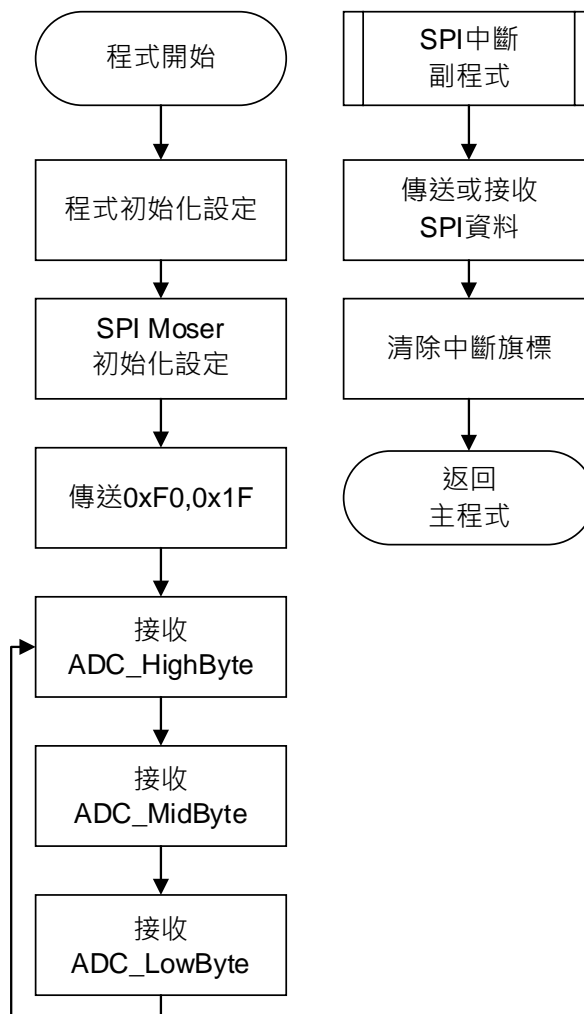 程式開始
程式初始化設定
SPI Moser
初始化設定
傳送0xF0,0x1F
接收
ADC_HighByte
接收
ADC_MidByte
接收
ADC_LowByte
SPI中斷
副程式
傳送或接收
SPI資料
清除中斷旗標
返回
主程式